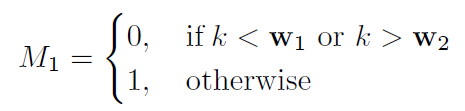 M₁ = { 0, if k < w₁ or k > w₂
1, otherwise